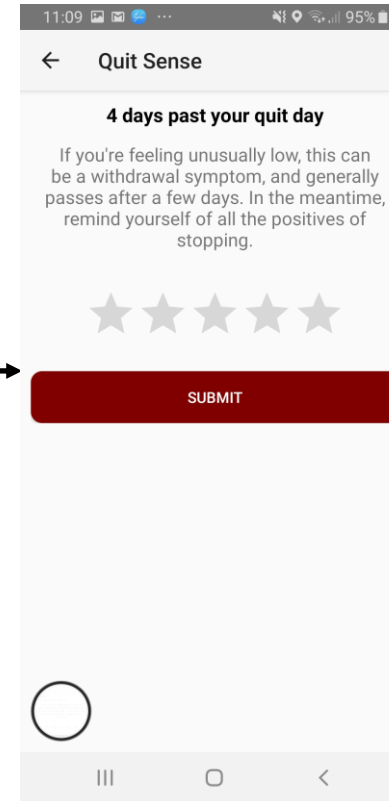 11:09 ... 95%
Quit Sense
4 days past your quit day
If you're feeling unusually low, this can
be a withdrawal symptom, and generally
passes after a few days. In the meantime,
remind yourself of all the positives of
stopping.
SUBMIT